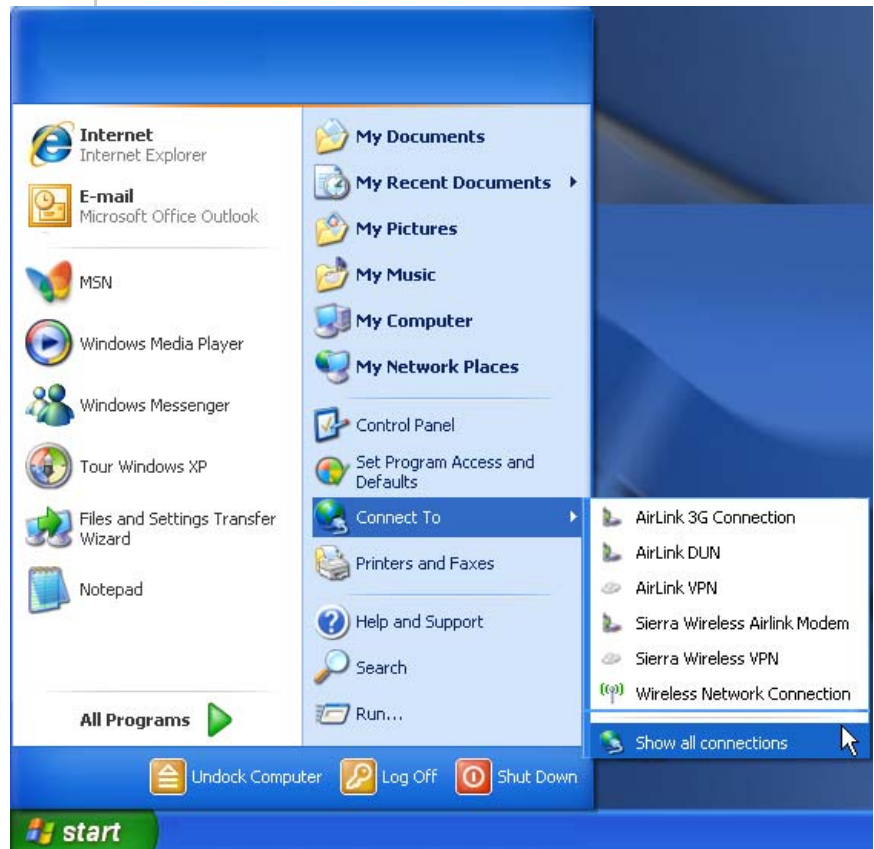 Internet
Internet Explorer
E-mail
Microsoft Office Outlook
MSN
Windows Media Player
Windows Messenger
Tour Windows XP
Files and Settings Transfer
Wizard
Notepad
All Programs
My Documents
My Recent Documents
My Pictures
My Music
My Computer
My Network Places
Control Panel
Set Program Access and
Defaults
Connect To
Printers and Faxes
Help and Support
Search
Run...
AirLink 3G Connection
AirLink DUN
AirLink VPN
Sierra Wireless Airlink Modem
Sierra Wireless VPN
Wireless Network Connection
Show all connections
Undock Computer
Log Off
Shut Down
start